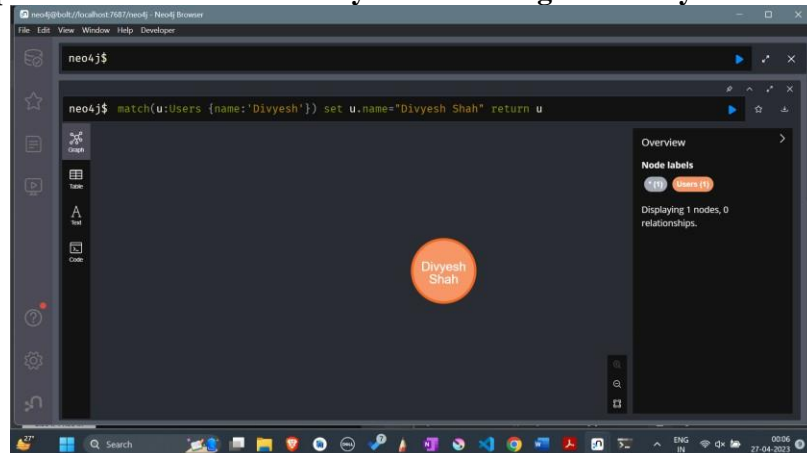 neo4j@bolt://localhost:7687/neo4j - Neo4j Browser
File Edit View Window Help Developer
neo4j$
neo4j$ match(u:Users {name:'Divyesh'}) set u.name="Divyesh Shah" return u
Graph
Table
Text
Code
Overview
Node labels
* (1) Users (1)
Displaying 1 nodes, 0
relationships.
Divyesh
Shah
27°
Search
ENG
IN
00:06
27-04-2023